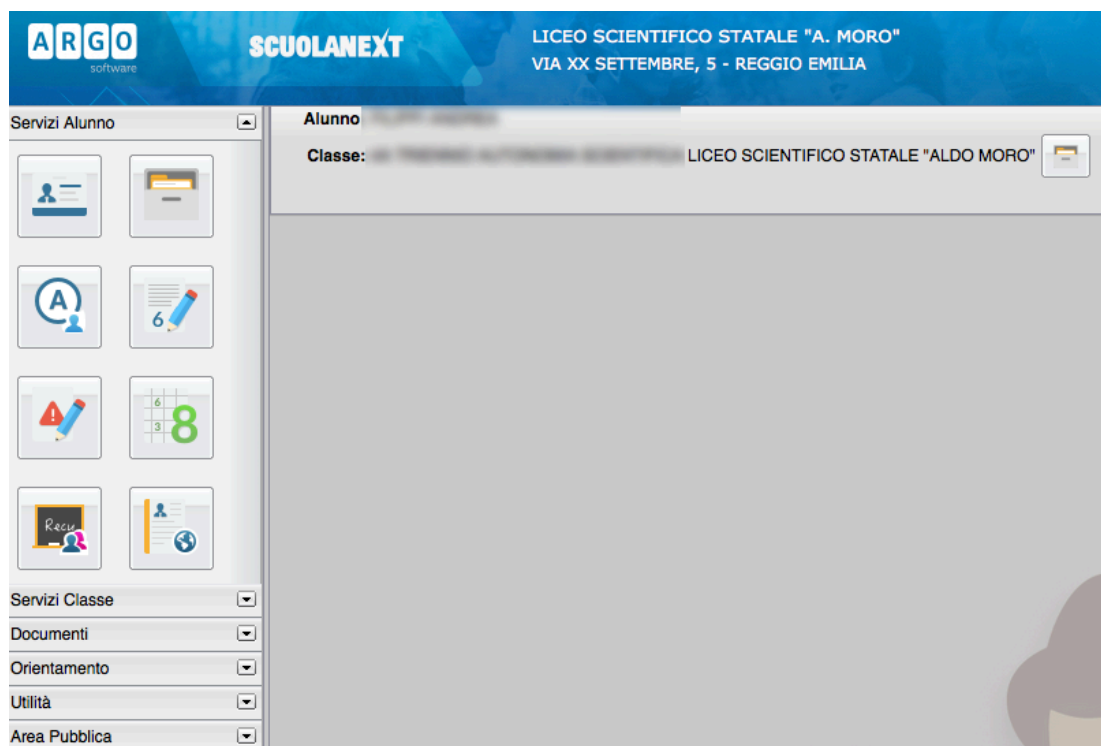 ARGO
software
SCUOLANEXT
LICEO SCIENTIFICO STATALE "A. MORO"
VIA XX SETTEMBRE, 5 - REGGIO EMILIA
Servizi Alunno
Alunno
Classe: LICEO SCIENTIFICO STATALE "ALDO MORO"
A
6
6
3
8
Recu
Servizi Classe
Documenti
Orientamento
Utilità
Area Pubblica